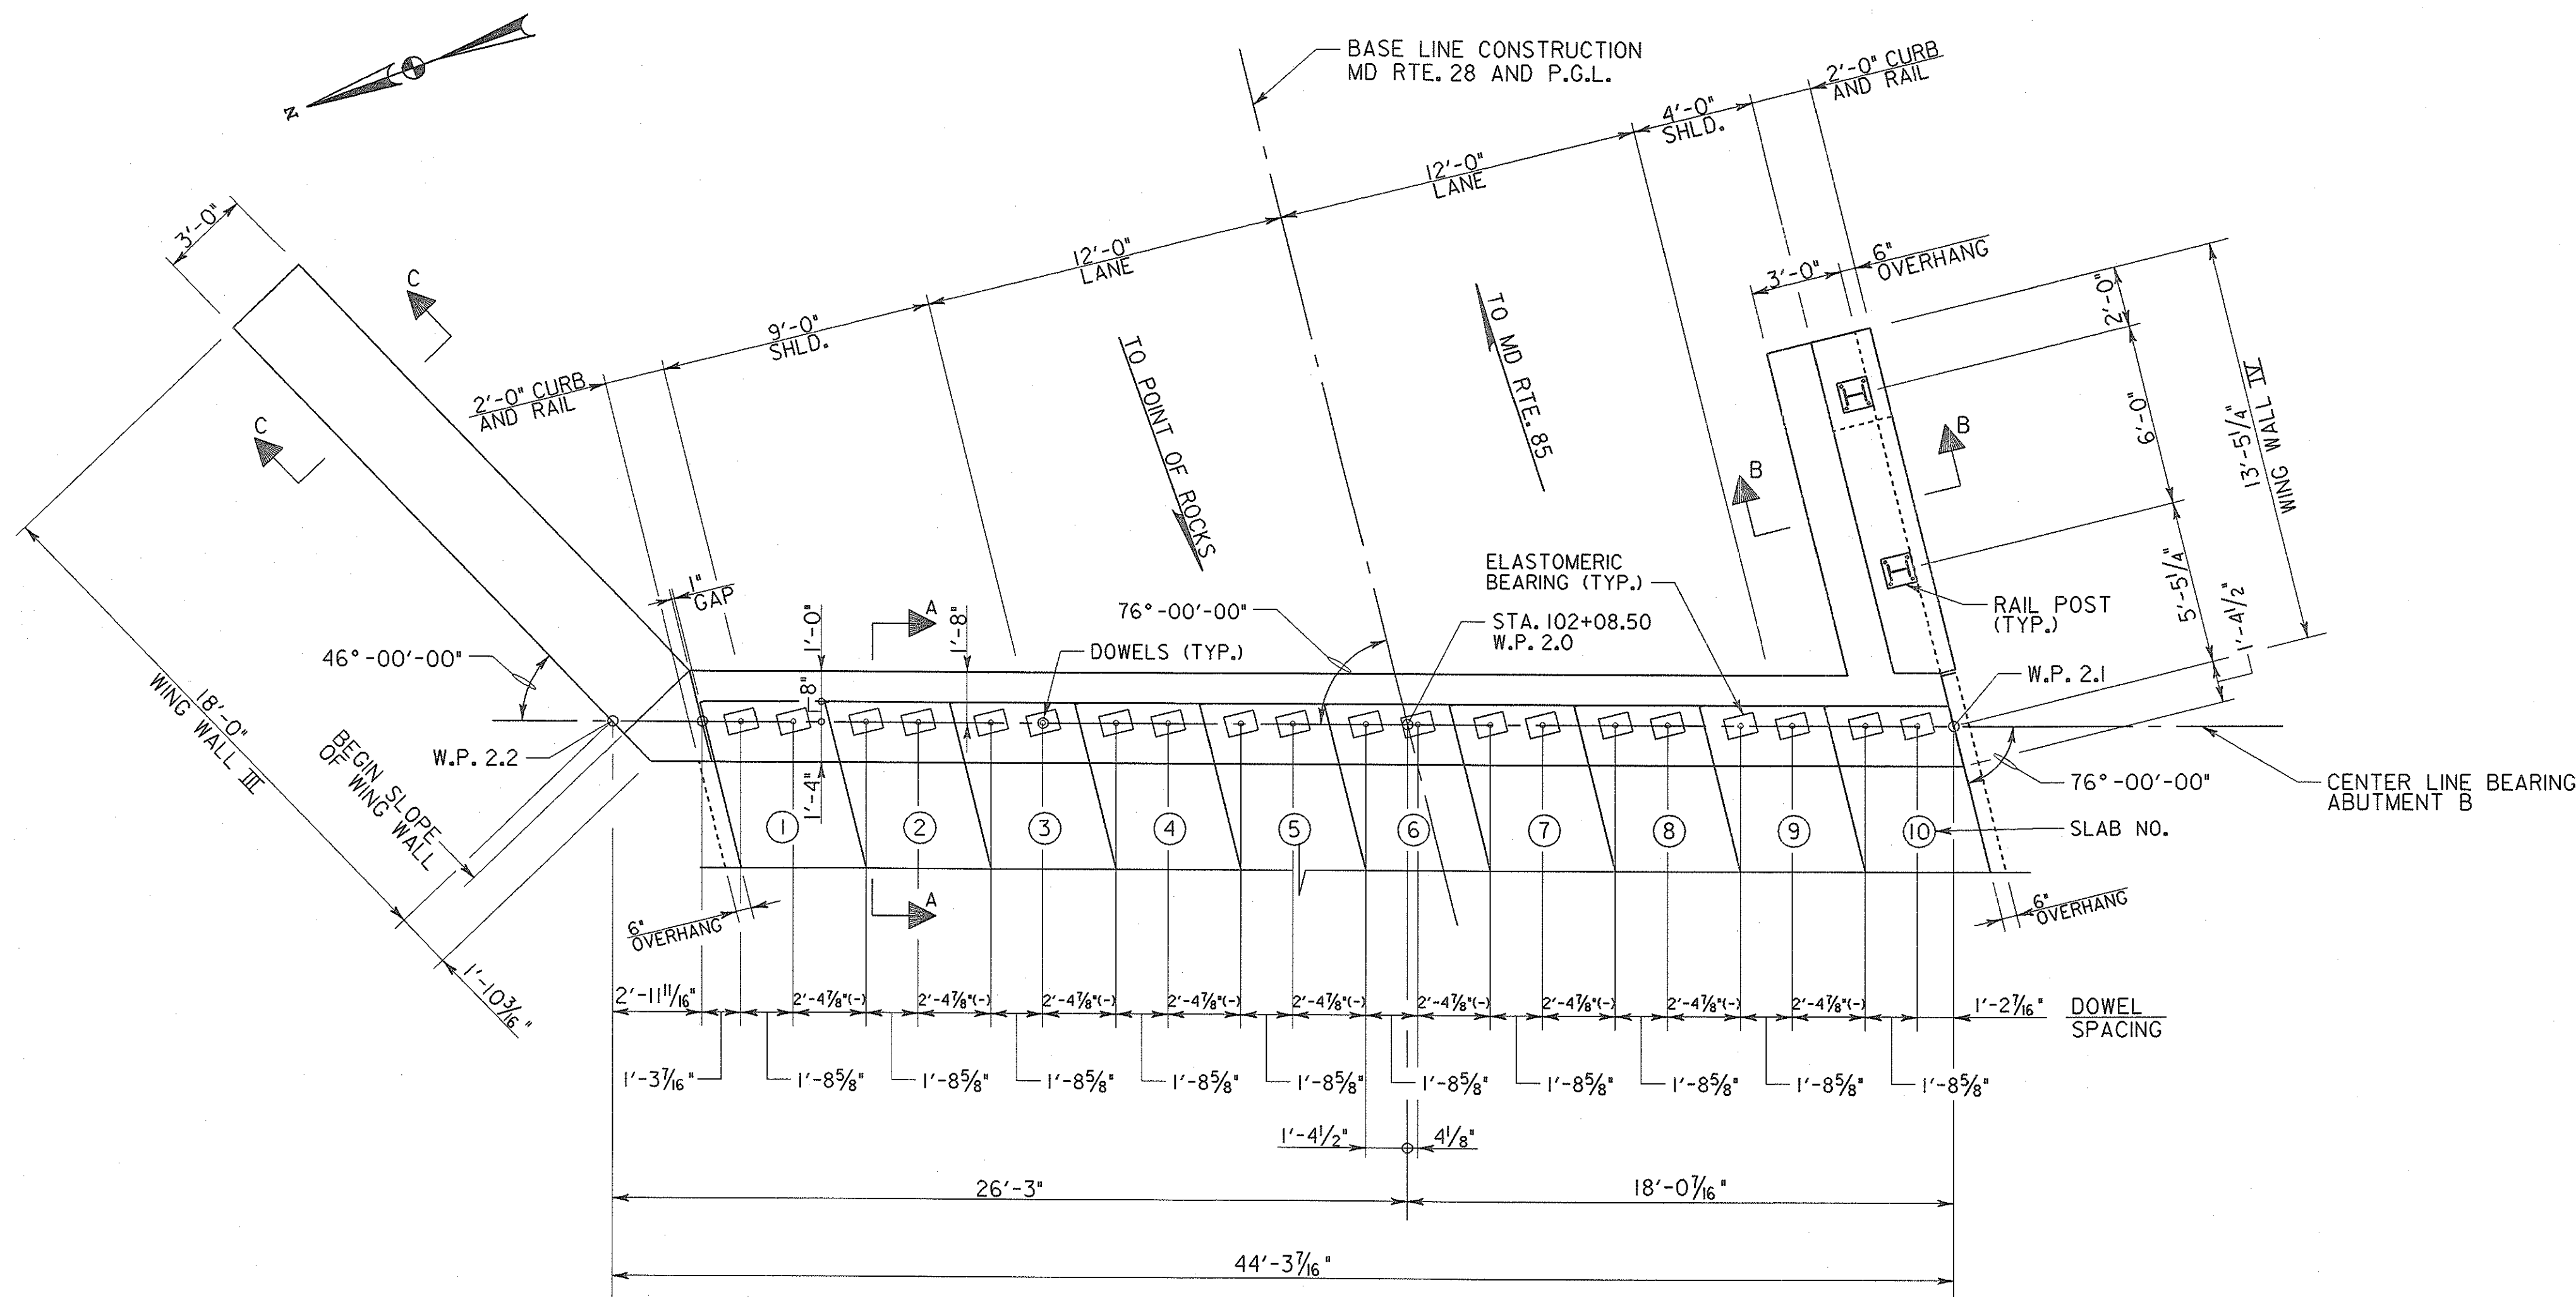 BASE LINE CONSTRUCTION
MD RTE. 28 AND P.G.L.
2'-0" CURB
AND RAIL
4'-0"
SHLD.
12'-0"
LANE
N
3'-0"
C
C
12'-0"
LANE
9'-0"
SHLD.
2'-0" CURB
AND RAIL
6"
OVERHANG
3'-0"
2'-0"
6'-0"
13'-5 1/4"
WING WALL IV
5'-5 1/4"
1'-4 1/2"
TO POINT OF ROCKS
TO MD RTE. 85
B
B
1"
GAP
1'-0"
1'-8"
8"
1'-4"
A
76°-00'-00"
ELASTOMERIC
BEARING (TYP.)
STA. 102+08.50
W.P. 2.0
DOWELS (TYP.)
RAIL POST
(TYP.)
46°-00'-00"
18'-0"
WING WALL III
W.P. 2.2
BEGIN SLOPE
OF WING WALL
W.P. 2.1
76°-00'-00"
CENTER LINE BEARING
ABUTMENT B
1
2
3
4
5
6
7
8
9
10
SLAB NO.
A
6"
OVERHANG
6"
OVERHANG
1'-10 3/16"
2'-11 11/16"
2'-4 7/8"(-)
2'-4 7/8"(-)
2'-4 7/8"(-)
2'-4 7/8"(-)
2'-4 7/8"(-)
2'-4 7/8"(-)
2'-4 7/8"(-)
2'-4 7/8"(-)
2'-4 7/8"(-)
1'-2 7/16"
DOWEL
SPACING
1'-3 7/16"
1'-8 5/8"
1'-8 5/8"
1'-8 5/8"
1'-8 5/8"
1'-8 5/8"
1'-8 5/8"
1'-8 5/8"
1'-8 5/8"
1'-8 5/8"
1'-8 5/8"
1'-4 1/2"
4 1/8"
26'-3"
18'-0 7/16"
44'-3 7/16"